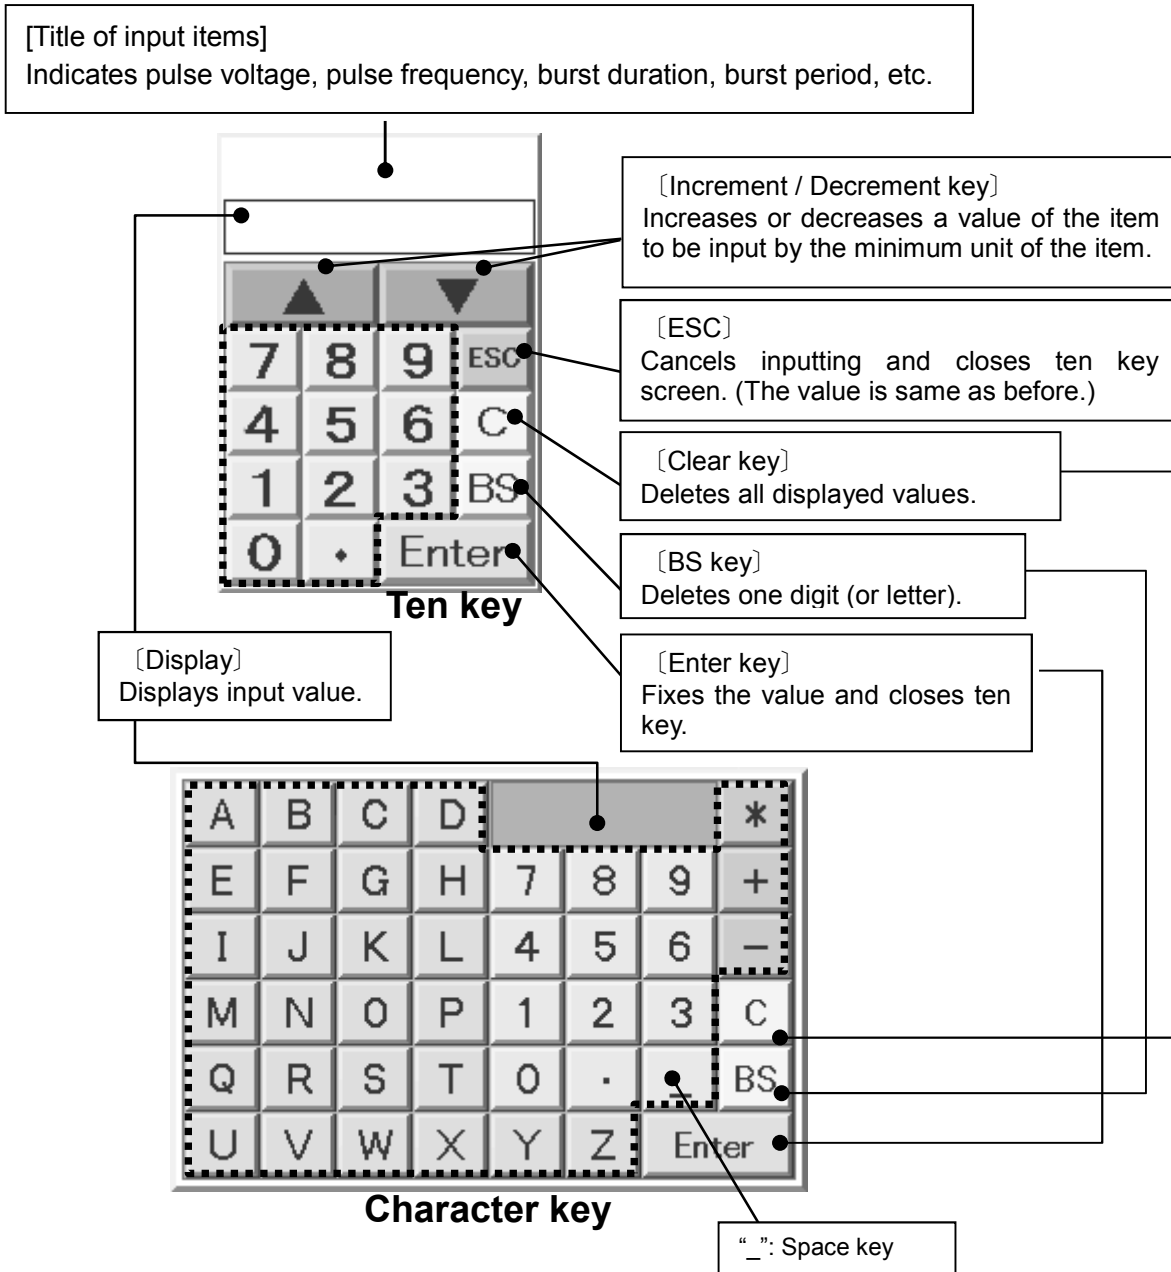 [Title of input items]
Indicates pulse voltage, pulse frequency, burst duration, burst period, etc.
〔Increment / Decrement key〕
Increases or decreases a value of the item
to be input by the minimum unit of the item.
▲ ▼
7 8 9 ESC
4 5 6 C
1 2 3 BS
0 . Enter
Ten key
〔ESC〕
Cancels inputting and closes ten key
screen. (The value is same as before.)
〔Clear key〕
Deletes all displayed values.
〔BS key〕
Deletes one digit (or letter).
〔Display〕
Displays input value.
〔Enter key〕
Fixes the value and closes ten
key.
A B C D *
E F G H 7 8 9 +
I J K L 4 5 6 −
M N O P 1 2 3 C
Q R S T 0 . _ BS
U V W X Y Z Enter
Character key
“_”: Space key